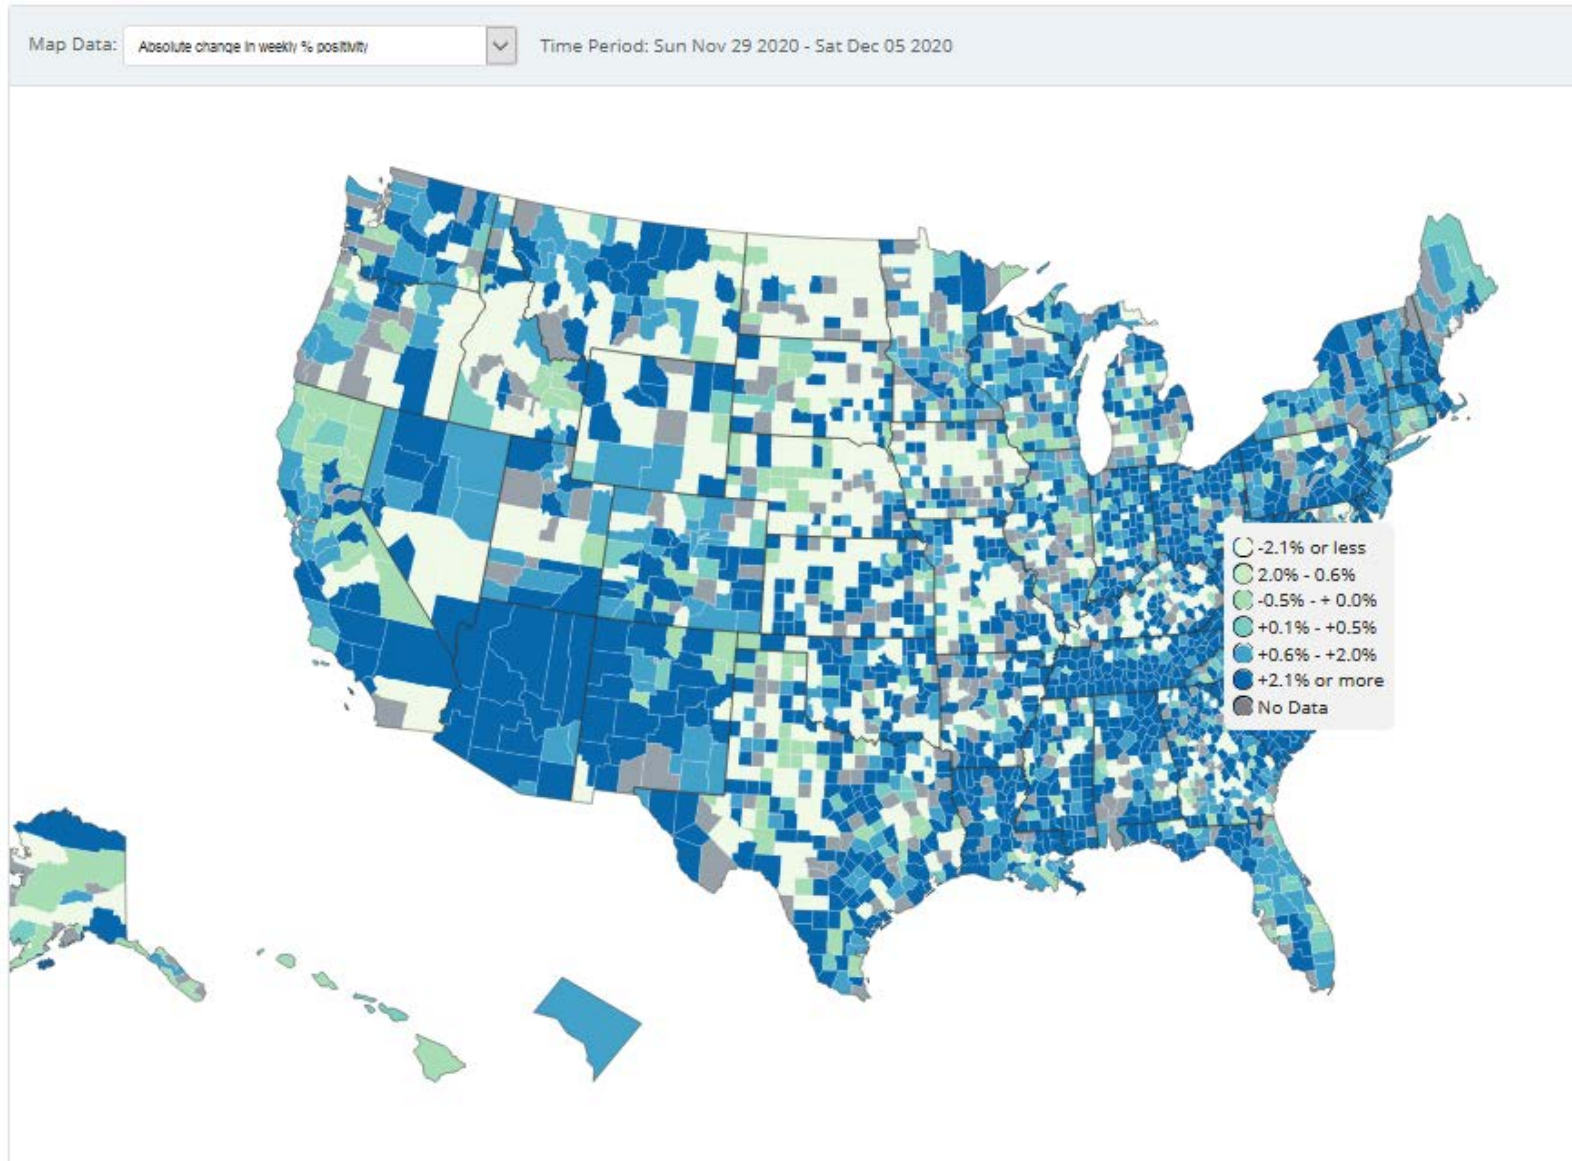 Map Data: Absolute change in weekly % positivity Time Period: Sun Nov 29 2020 - Sat Dec 05 2020
-2.1% or less
2.0% - 0.6%
-0.5% - + 0.0%
+0.1% - +0.5%
+0.6% - +2.0%
+2.1% or more
No Data